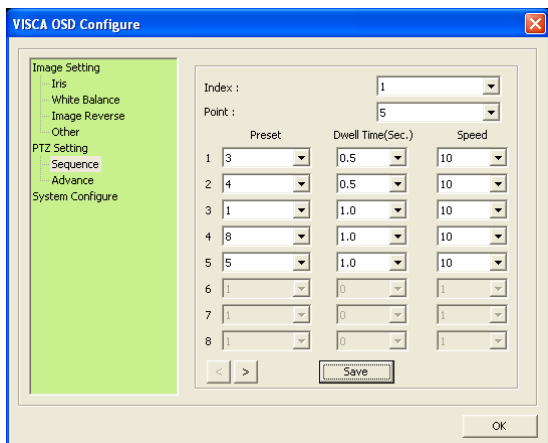 VISCA OSD Configure
Image Setting
Iris
White Balance
Image Reverse
Other
PTZ Setting
Sequence
Advance
System Configure
Index : 1
Point : 5
Preset Dwell Time(Sec.) Speed
1 3 0.5 10
2 4 0.5 10
3 1 1.0 10
4 8 1.0 10
5 5 1.0 10
6 1 0 1
7 1 0 1
8 1 0 1
< > Save
OK